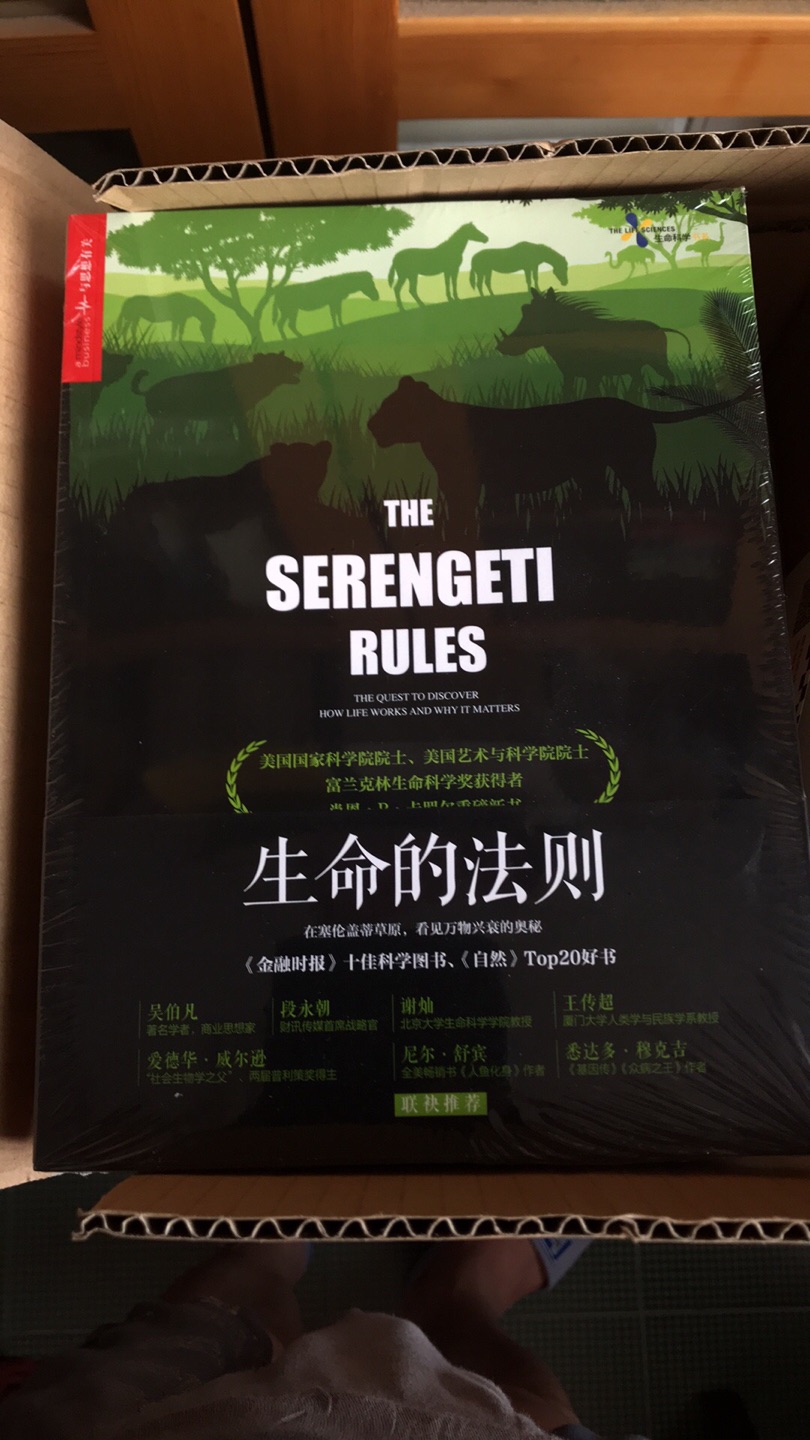 与思想有关
business
THE LIFE SCIENCES
生命科学
THE
SERENGETI
RULES
THE QUEST TO DISCOVER
HOW LIFE WORKS AND WHY IT MATTERS
美国国家科学院院士、美国艺术与科学院院士
富兰克林生命科学奖获得者
生命的法则
在塞伦盖蒂草原，看见万物兴衰的奥秘
《金融时报》十佳科学图书、《自然》Top20好书
吴伯凡 段永朝 谢灿 王传超
著名学者，商业思想家 财讯传媒首席战略官 北京大学生命科学学院教授 厦门大学人类学与民族学系教授
爱德华·威尔逊 尼尔·舒宾 悉达多·穆克吉
“社会生物学之父”、两届普利策奖得主 全美畅销书《人鱼化身》作者 《基因传》《众病之王》作者
联袂推荐